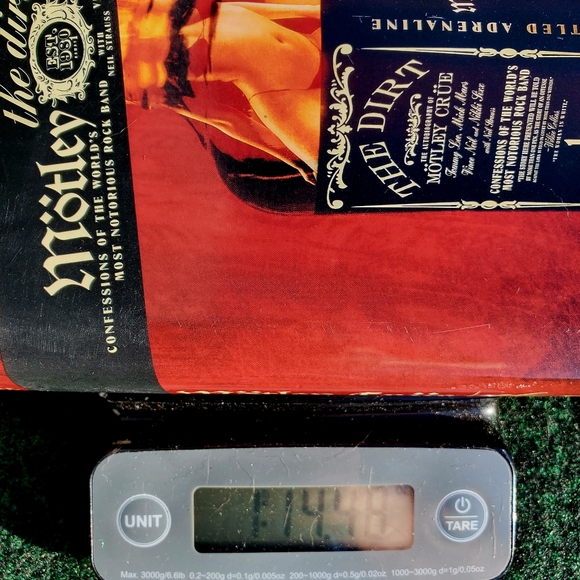 the dirt
EST.
1980
Mötley
CONFESSIONS OF THE WORLD'S
MOST NOTORIOUS ROCK BAND
WITH
NEIL STRAUSS
TLED ADRENALINE
THE DIRT
THE AUTOBIOGRAPHY OF
MÖTLEY CRÜE
Tommy Lee, Mick Mars
Vince Neil and Nikki Sixx
with Neil Strauss
CONFESSIONS OF THE WORLD'S
MOST NOTORIOUS ROCK BAND
1
UNIT
TARE
Max. 3000g/6.6lb 0.2~200g d=0.1g/0.005oz 200~1000g d=0.5g/0.02oz 1000~3000g d=1g/0.05oz